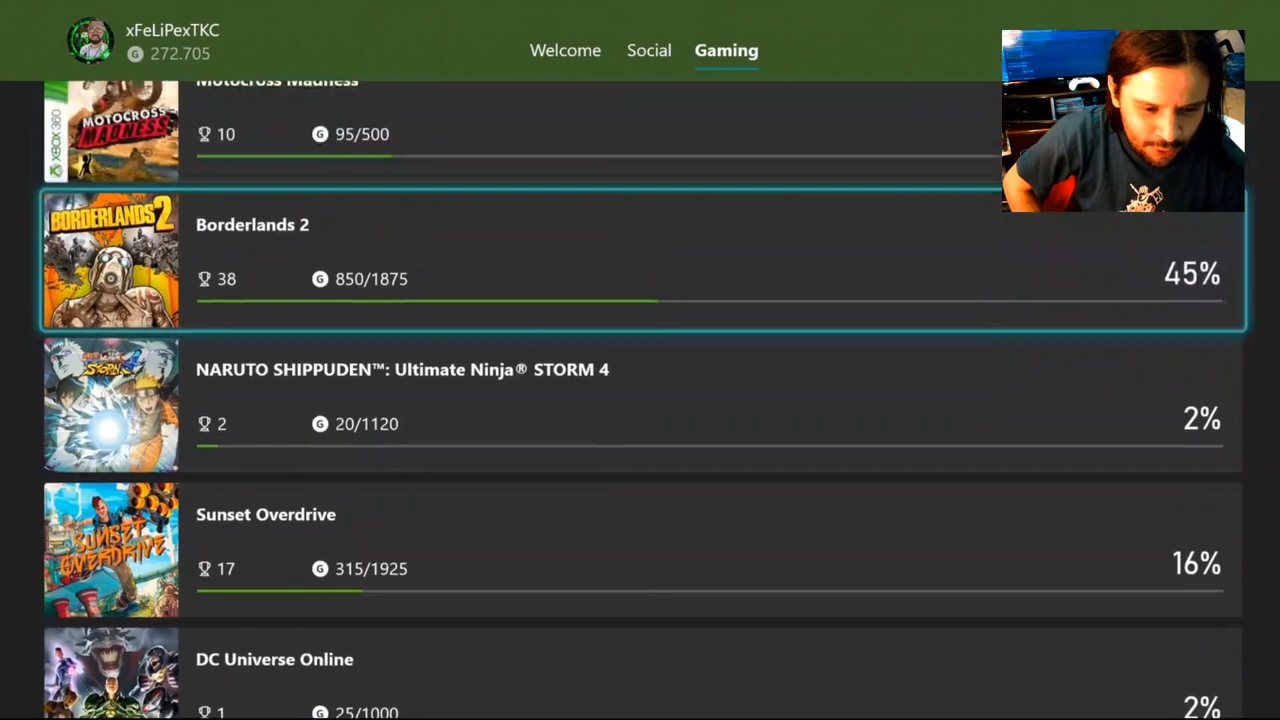 xFeLiPexTKC
G 272.705
Welcome Social Gaming
Motocross Madness
10 G 95/500
XBOX 360
MOTOCROSS
MADNESS
BORDERLANDS 2
Borderlands 2
38 G 850/1875
45%
NARUTO SHIPPUDEN™: Ultimate Ninja® STORM 4
2 G 20/1120
2%
STORM 4
Sunset Overdrive
17 G 315/1925
16%
SUNSET
OVERDRIVE
DC Universe Online
1 G 25/1000
2%